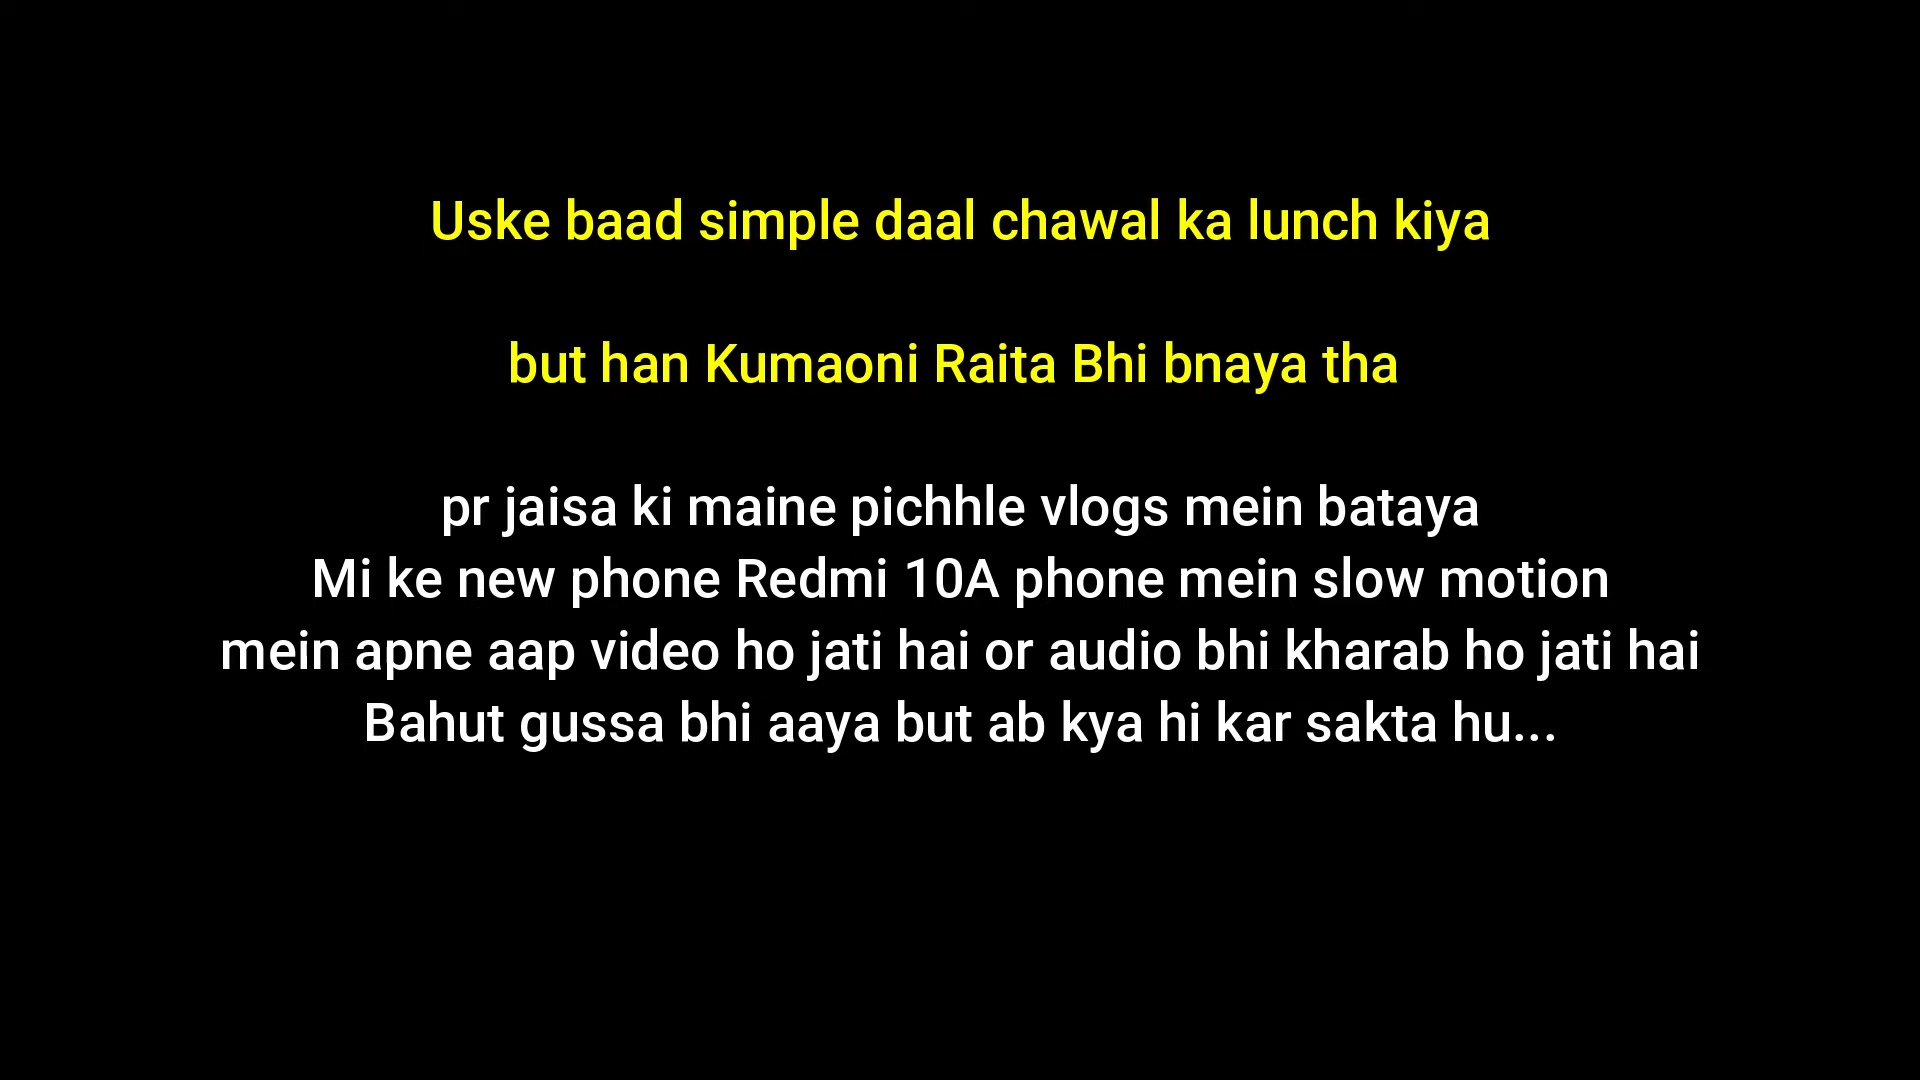 Uske baad simple daal chawal ka lunch kiya
but han Kumaoni Raita Bhi bnaya tha
pr jaisa ki maine pichhle vlogs mein bataya
Mi ke new phone Redmi 10A phone mein slow motion
mein apne aap video ho jati hai or audio bhi kharab ho jati hai
Bahut gussa bhi aaya but ab kya hi kar sakta hu...